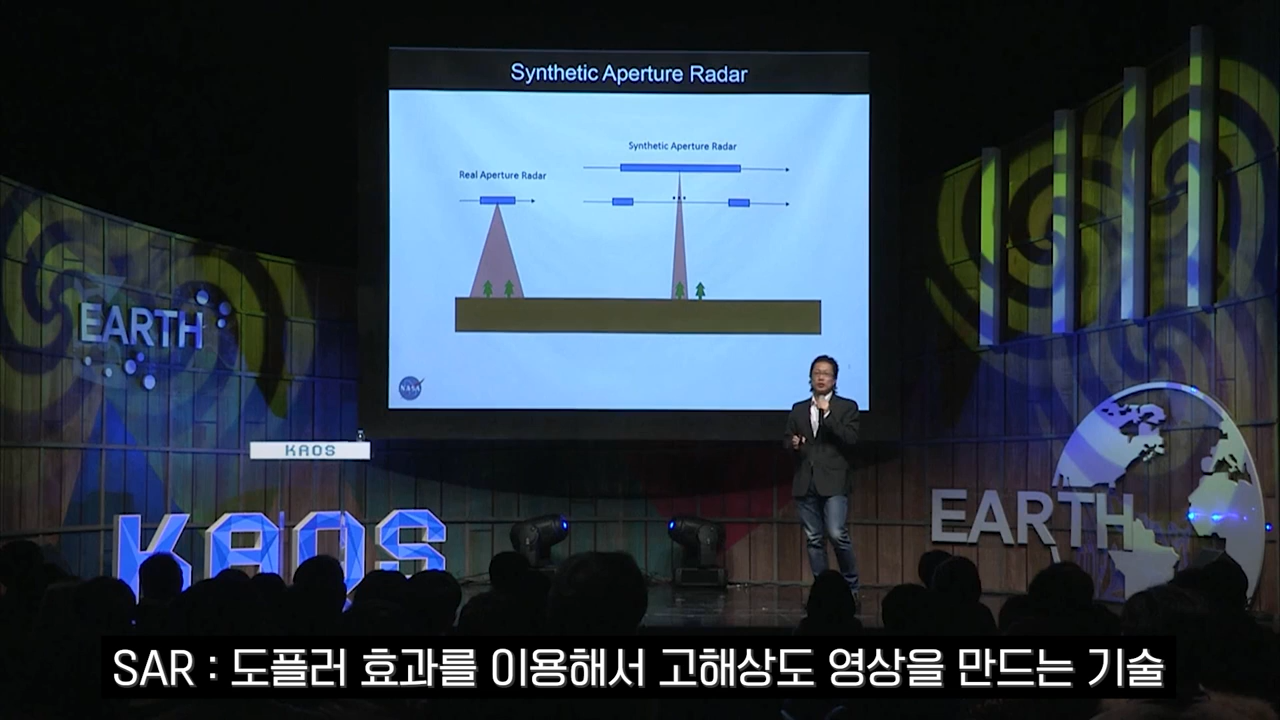 Synthetic Aperture Radar
Synthetic Aperture Radar
Real Aperture Radar
NASA
EARTH
KAOS
KAOS
EARTH
SAR : 도플러 효과를 이용해서 고해상도 영상을 만드는 기술